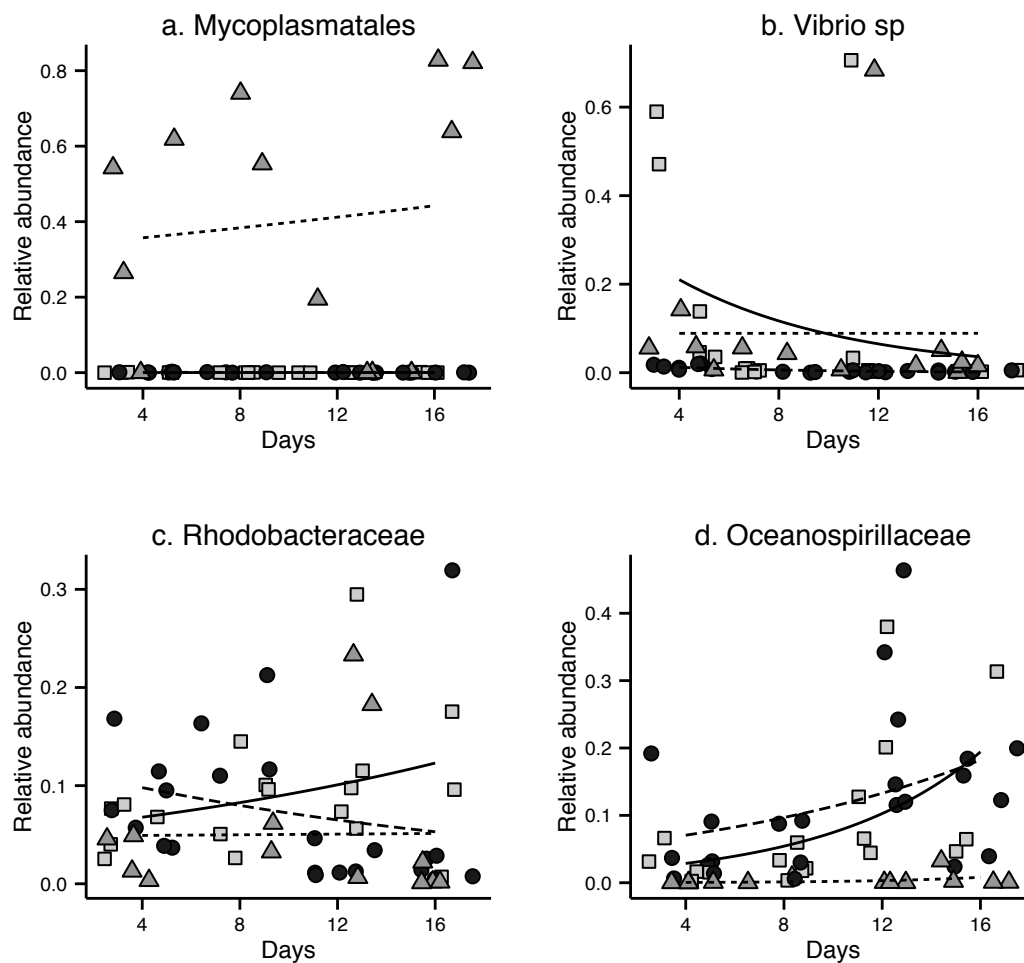 a. Mycoplasmatales
Relative abundance
0.8
0.6
0.4
0.2
0.0
4 8 12 16
Days
b. Vibrio sp
Relative abundance
0.6
0.4
0.2
0.0
4 8 12 16
Days
c. Rhodobacteraceae
Relative abundance
0.3
0.2
0.1
0.0
4 8 12 16
Days
d. Oceanospirillaceae
Relative abundance
0.4
0.3
0.2
0.1
0.0
4 8 12 16
Days